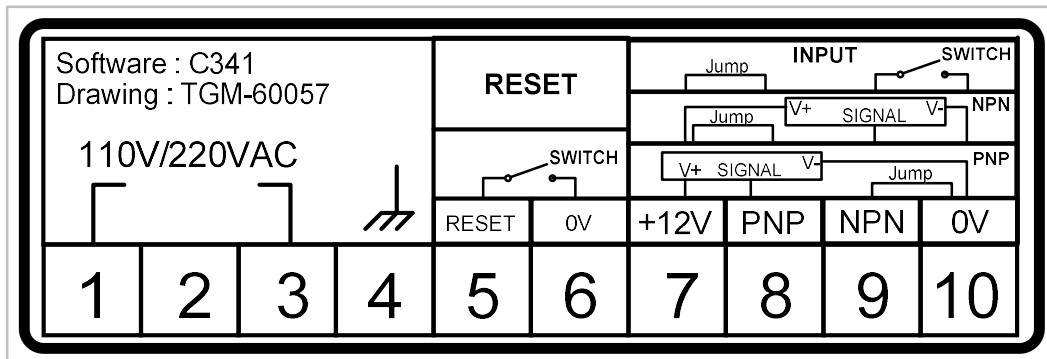 Software : C341
Drawing : TGM-60057
110V/220VAC
RESET
SWITCH
RESET 0V
INPUT
Jump SWITCH
V+ SIGNAL V- NPN
Jump
V+ SIGNAL V- PNP
Jump
+12V PNP NPN 0V
1 2 3 4 5 6 7 8 9 10